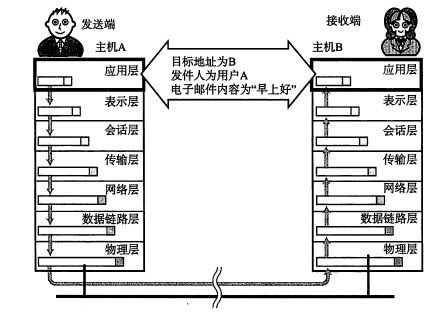 发送端
接收端
主机A
主机B
目标地址为B
发件人为用户A
电子邮件内容为“早上好”
应用层
表示层
会话层
传输层
网络层
数据链路层
物理层
应用层
表示层
会话层
传输层
网络层
数据链路层
物理层